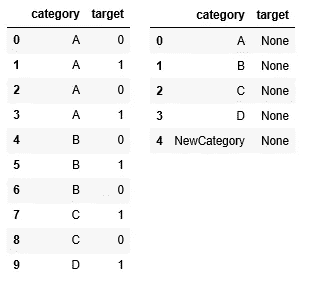 category target
0 A 0
1 A 1
2 A 0
3 A 1
4 B 0
5 B 1
6 B 0
7 C 1
8 C 0
9 D 1
category target
0 A None
1 B None
2 C None
3 D None
4 NewCategory None